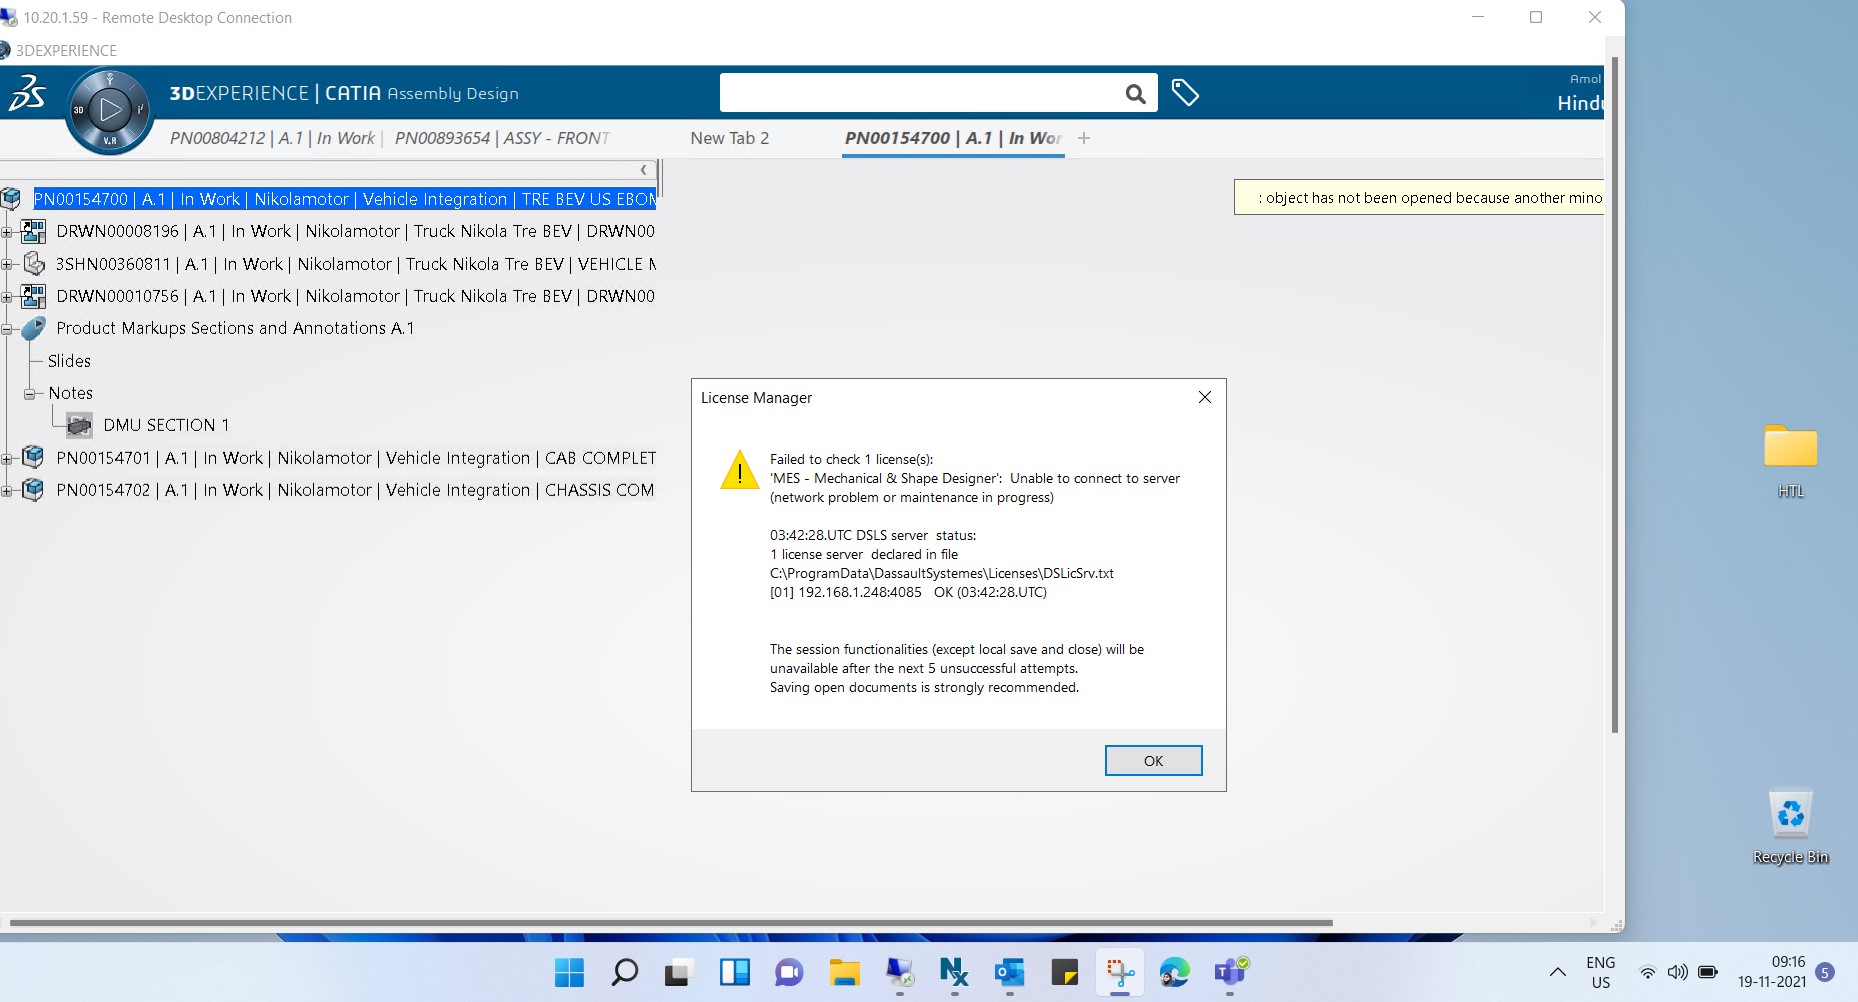 10.20.1.59 - Remote Desktop Connection
3DEXPERIENCE
3DEXPERIENCE | CATIA Assembly Design
Amol
Hindu
3D
V.R
PN00804212 | A.1 | In Work | PN00893654 | ASSY - FRONT
New Tab 2
PN00154700 | A.1 | In Wor
+
PN00154700 | A.1 | In Work | Nikolamotor | Vehicle Integration | TRE BEV US EBOM
: object has not been opened because another mino
DRWN00008196 | A.1 | In Work | Nikolamotor | Truck Nikola Tre BEV | DRWN00
3SHN00360811 | A.1 | In Work | Nikolamotor | Truck Nikola Tre BEV | VEHICLE M
DRWN00010756 | A.1 | In Work | Nikolamotor | Truck Nikola Tre BEV | DRWN00
Product Markups Sections and Annotations A.1
Slides
Notes
DMU SECTION 1
PN00154701 | A.1 | In Work | Nikolamotor | Vehicle Integration | CAB COMPLET
PN00154702 | A.1 | In Work | Nikolamotor | Vehicle Integration | CHASSIS COM
License Manager
Failed to check 1 license(s):
'MES - Mechanical & Shape Designer':  Unable to connect to server
(network problem or maintenance in progress)
03:42:28.UTC DSLS server  status:
1 license server  declared in file
C:\ProgramData\DassaultSystemes\Licenses\DSLicSrv.txt
[01] 192.168.1.248:4085   OK (03:42:28.UTC)
The session functionalities (except local save and close) will be
unavailable after the next 5 unsuccessful attempts.
Saving open documents is strongly recommended.
OK
HTL
Recycle Bin
ENG
US
09:16
19-11-2021
5